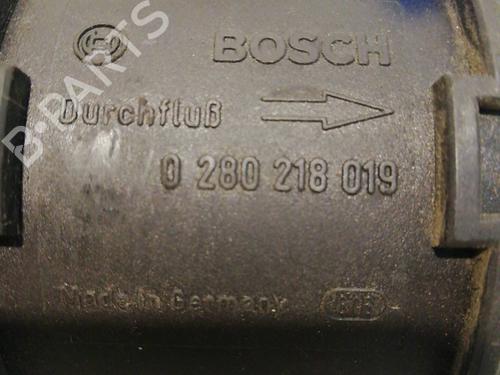 BOSCH
Durchfluß
0 280 218 019
Made in Germany
B-PARTS